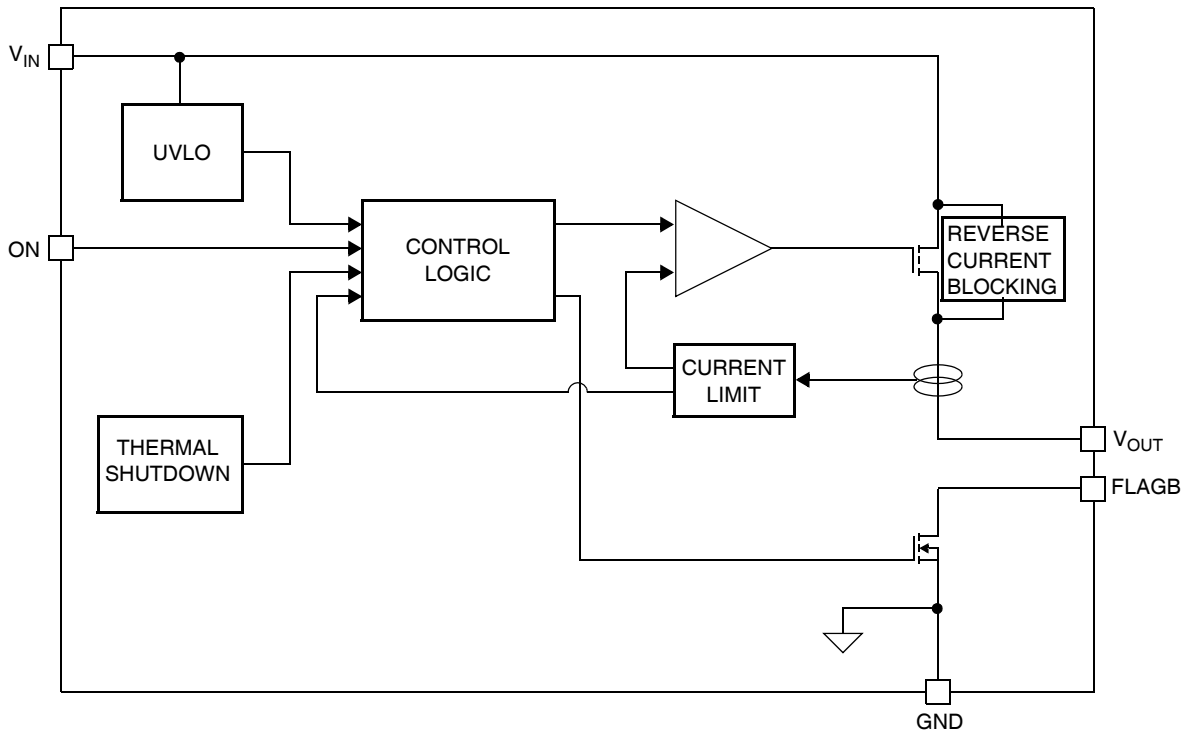 VIN
UVLO
ON
CONTROL
LOGIC
REVERSE
CURRENT
BLOCKING
CURRENT
LIMIT
THERMAL
SHUTDOWN
VOUT
FLAGB
GND